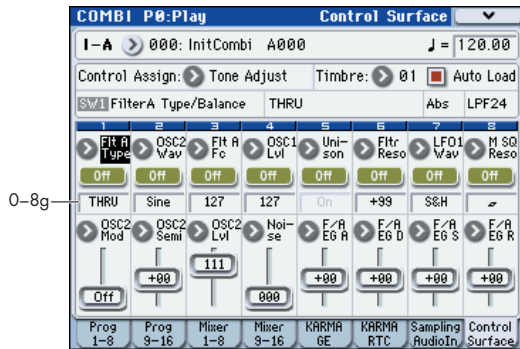 COMBI P0:Play Control Surface
I-A 000: InitCombi A000 ♩= 120.00
Control Assign: Tone Adjust Timbre: 01 Auto Load
SW1 FilterA Type/Balance THRU Abs LPF24
1 2 3 4 5 6 7 8
Flt A Type OSC2 Wav Flt A Fc OSC1 Lvl Uni-son Fltr Reso LFO1 Wav M SQ Reso
Off Off Off Off Off Off Off Off
0–8g THRU Sine 127 127 On +99 S&H
OSC2 Mod OSC2 Semi OSC2 Lvl Noi-se F/A EG A F/A EG D F/A EG S F/A EG R
Off +00 111 000 +00 +00 +00 +00
Prog 1-8 Prog 9-16 Mixer 1-8 Mixer 9-16 KARMA GE KARMA RTC Sampling AudioIn Control Surface